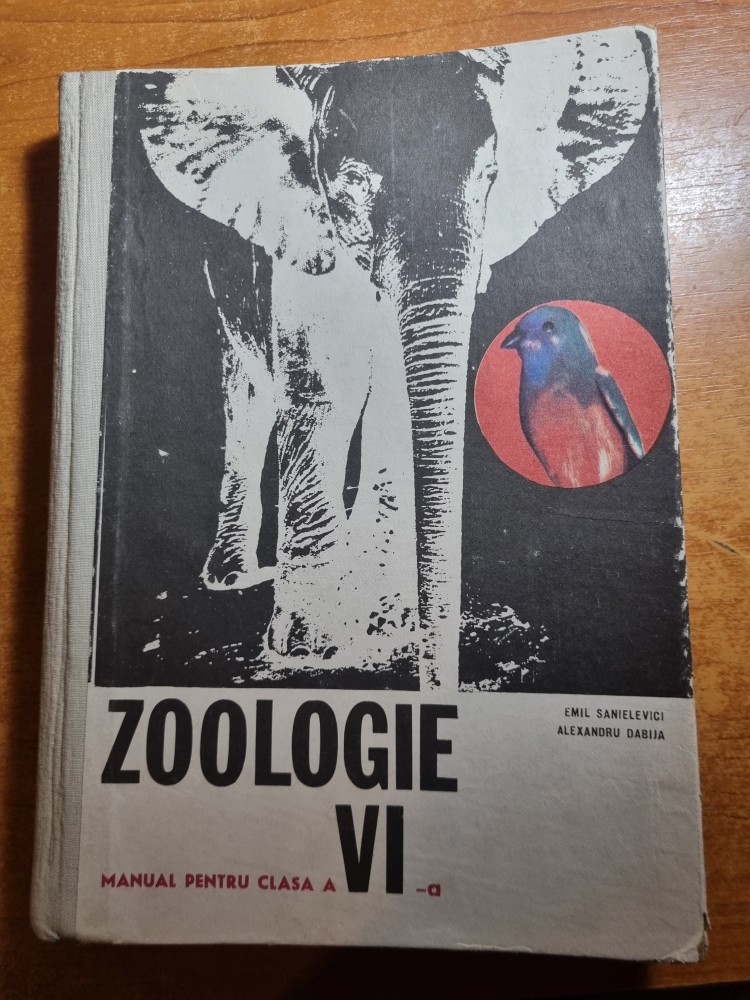 EMIL SANIELEVICI
ALEXANDRU DABIJA
ZOOLOGIE
MANUAL PENTRU CLASA A VI -a